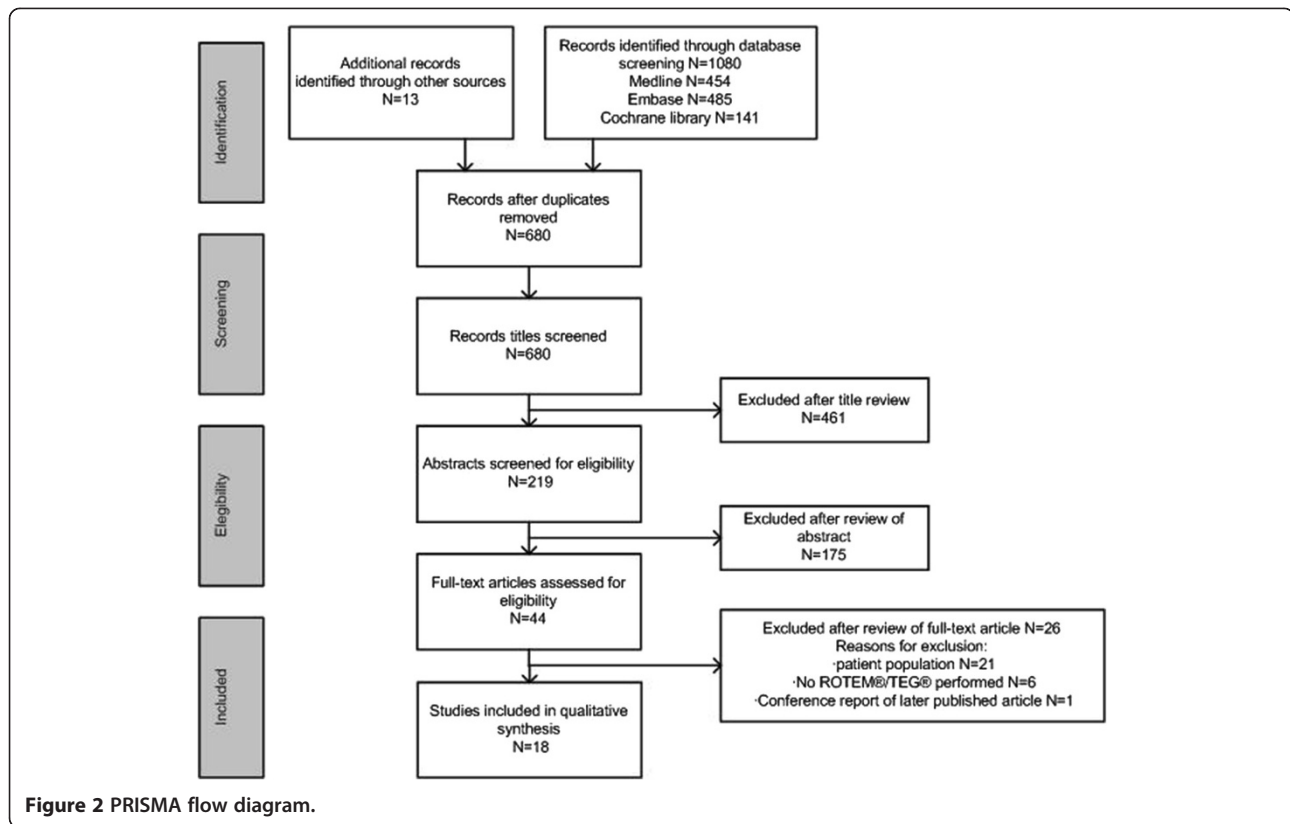 Identification
Additional records
identified through other sources
N=13
Records identified through database
screening N=1080
Medline N=454
Embase N=485
Cochrane library N=141
Records after duplicates
removed
N=680
Screening
Records titles screened
N=680
Excluded after title review
N=461
Elegibility
Abstracts screened for eligibility
N=219
Excluded after review of
abstract
N=175
Full-text articles assessed for
eligibility
N=44
Included
Excluded after review of full-text article N=26
Reasons for exclusion:
·patient population N=21
·No ROTEM®/TEG® performed N=6
·Conference report of later published article N=1
Studies included in qualitative
synthesis
N=18
Figure 2 PRISMA flow diagram.